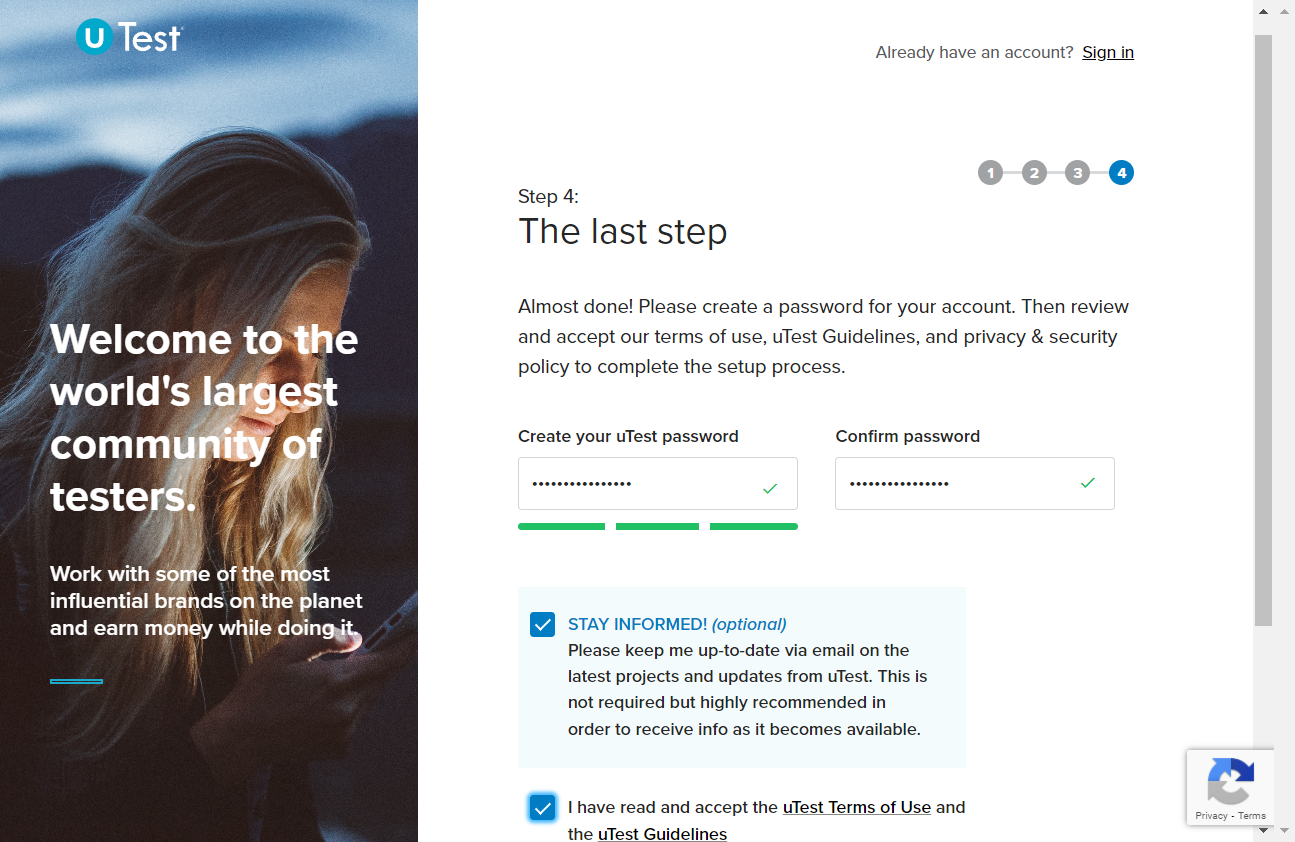 U Test
Already have an account? Sign in
1 2 3 4
Step 4:
The last step
Almost done! Please create a password for your account. Then review
and accept our terms of use, uTest Guidelines, and privacy & security
policy to complete the setup process.
Create your uTest password
Confirm password
••••••••••••••••
••••••••••••••••
STAY INFORMED! (optional)
Please keep me up-to-date via email on the
latest projects and updates from uTest. This is
not required but highly recommended in
order to receive info as it becomes available.
I have read and accept the uTest Terms of Use and
the uTest Guidelines
Welcome to the
world's largest
community of
testers.
Work with some of the most
influential brands on the planet
and earn money while doing it.
Privacy - Terms